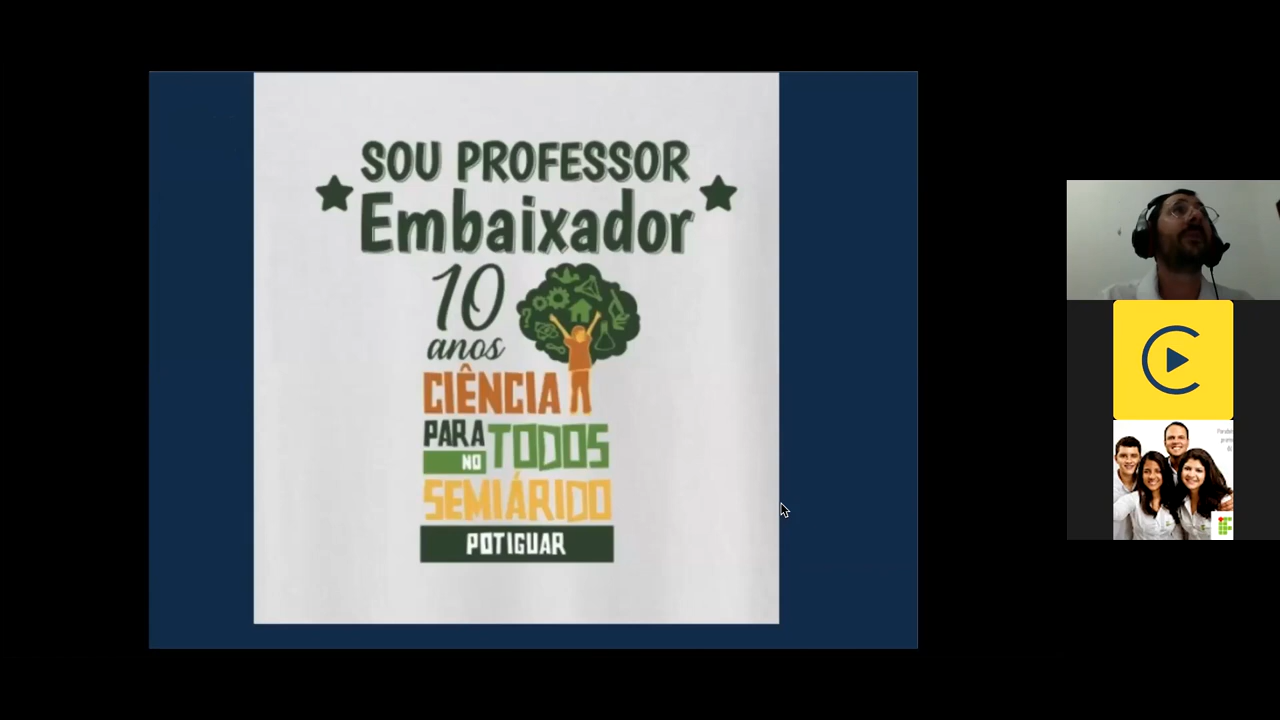 SOU PROFESSOR
Embaixador
10
anos
CIÊNCIA
PARA TODOS
NO
SEMIÁRIDO
POTIGUAR